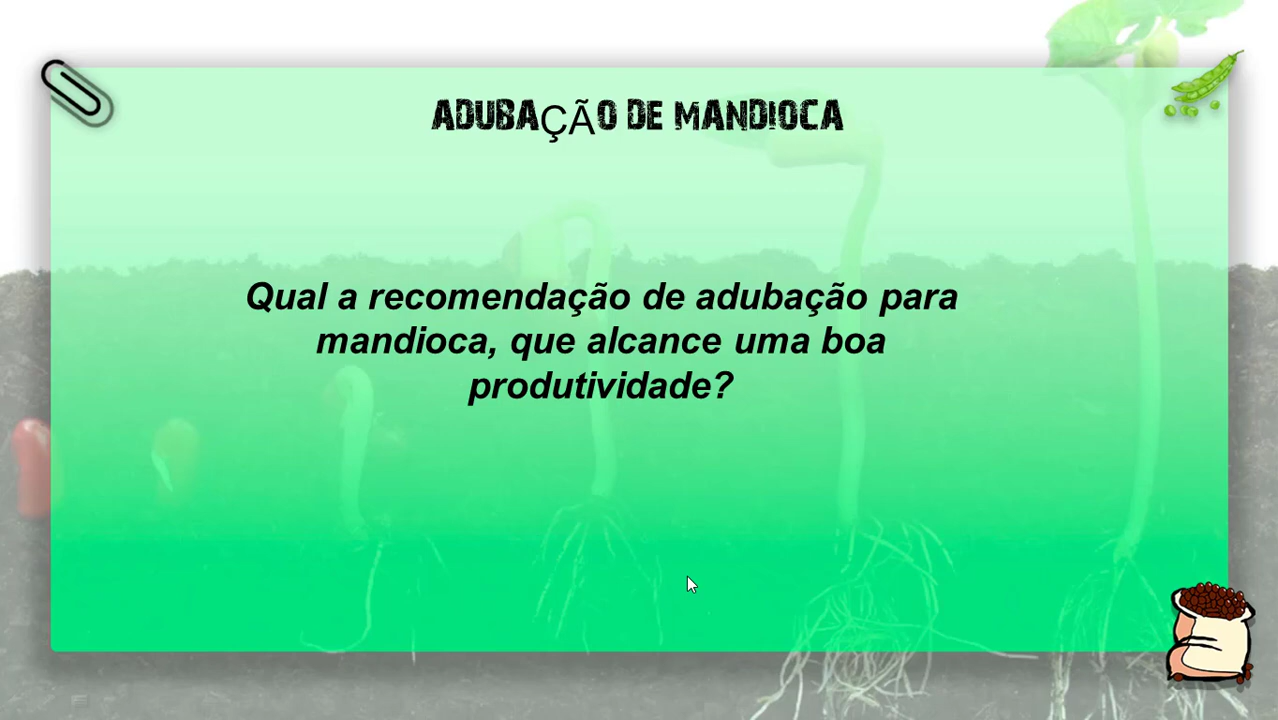 ADUBAÇÃO DE MANDIOCA
Qual a recomendação de adubação para
mandioca, que alcance uma boa
produtividade?